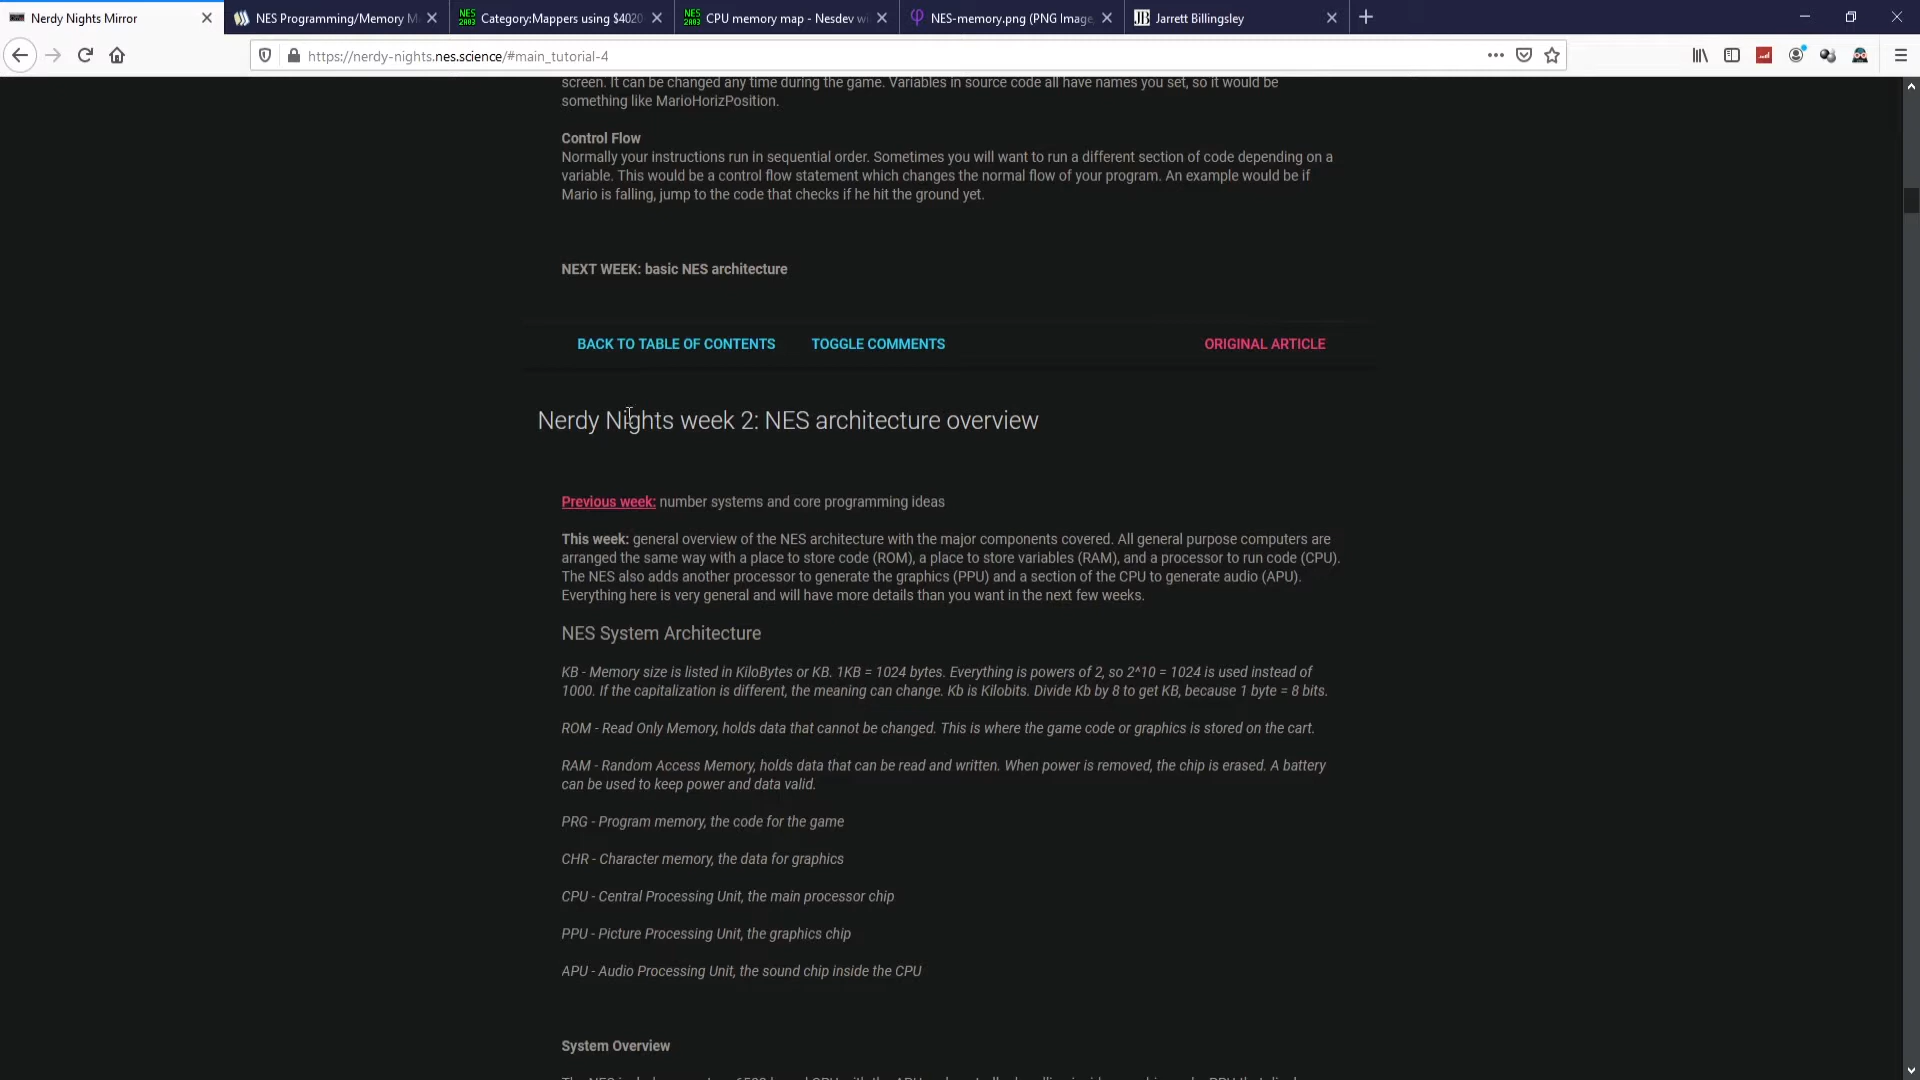 Nerdy Nights Mirror
NES Programming/Memory M
Category:Mappers using $4020
CPU memory map - Nesdev wi
NES-memory.png (PNG Image,
Jarrett Billingsley
https://nerdy-nights.nes.science/#main_tutorial-4
screen. It can be changed any time during the game. Variables in source code all have names you set, so it would be
something like MarioHorizPosition.
Control Flow
Normally your instructions run in sequential order. Sometimes you will want to run a different section of code depending on a
variable. This would be a control flow statement which changes the normal flow of your program. An example would be if
Mario is falling, jump to the code that checks if he hit the ground yet.
NEXT WEEK: basic NES architecture
BACK TO TABLE OF CONTENTS TOGGLE COMMENTS ORIGINAL ARTICLE
Nerdy Nights week 2: NES architecture overview
Previous week: number systems and core programming ideas
This week: general overview of the NES architecture with the major components covered. All general purpose computers are
arranged the same way with a place to store code (ROM), a place to store variables (RAM), and a processor to run code (CPU).
The NES also adds another processor to generate the graphics (PPU) and a section of the CPU to generate audio (APU).
Everything here is very general and will have more details than you want in the next few weeks.
NES System Architecture
KB - Memory size is listed in KiloBytes or KB. 1KB = 1024 bytes. Everything is powers of 2, so 2^10 = 1024 is used instead of
1000. If the capitalization is different, the meaning can change. Kb is Kilobits. Divide Kb by 8 to get KB, because 1 byte = 8 bits.
ROM - Read Only Memory, holds data that cannot be changed. This is where the game code or graphics is stored on the cart.
RAM - Random Access Memory, holds data that can be read and written. When power is removed, the chip is erased. A battery
can be used to keep power and data valid.
PRG - Program memory, the code for the game
CHR - Character memory, the data for graphics
CPU - Central Processing Unit, the main processor chip
PPU - Picture Processing Unit, the graphics chip
APU - Audio Processing Unit, the sound chip inside the CPU
System Overview